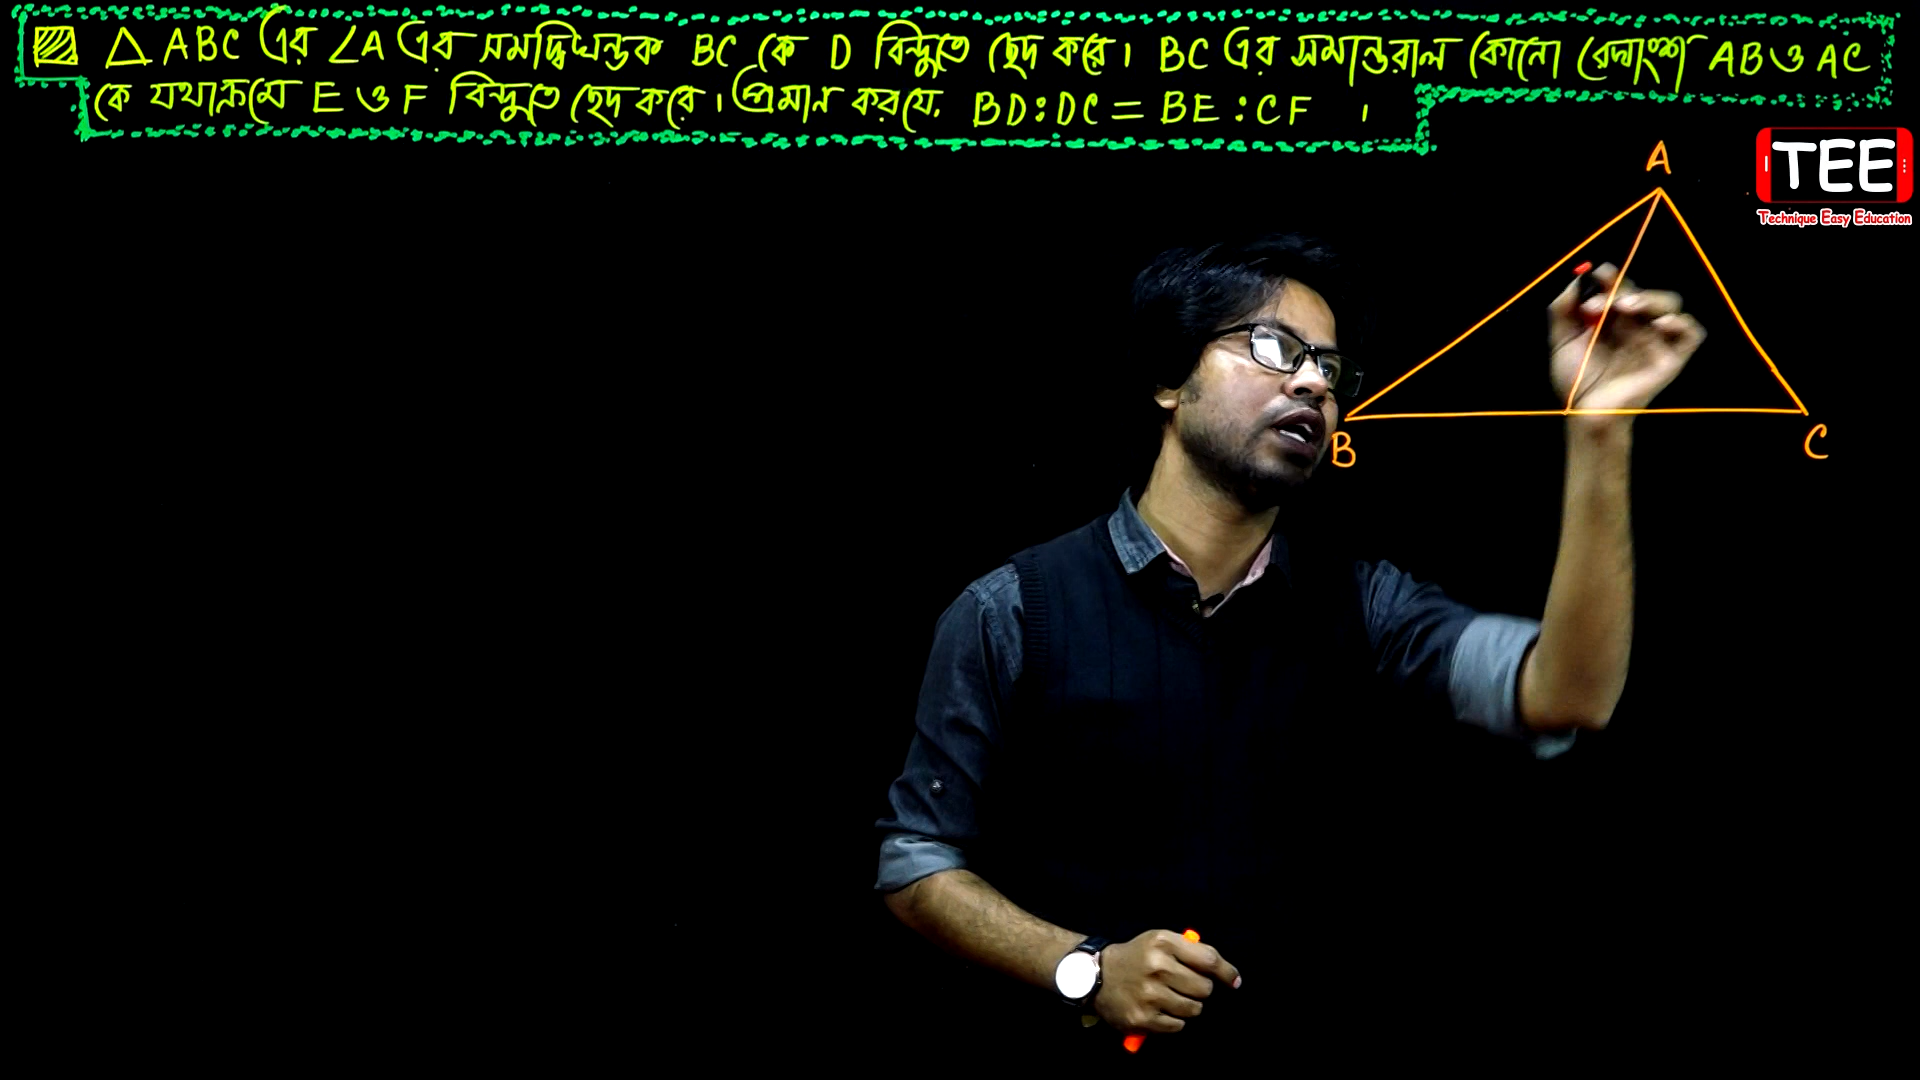 △ ABC এর ∠A এর সমদ্বিখন্ডক BC কে D বিন্দুতে ছেদ করে। BC এর সমান্তরাল কোনো রেখাংশ AB ও AC
কে যথাক্রমে E ও F বিন্দুতে ছেদ করে। প্রমান কর যে, BD:DC = BE:CF ।
A
TEE
Technique Easy Education
B
C